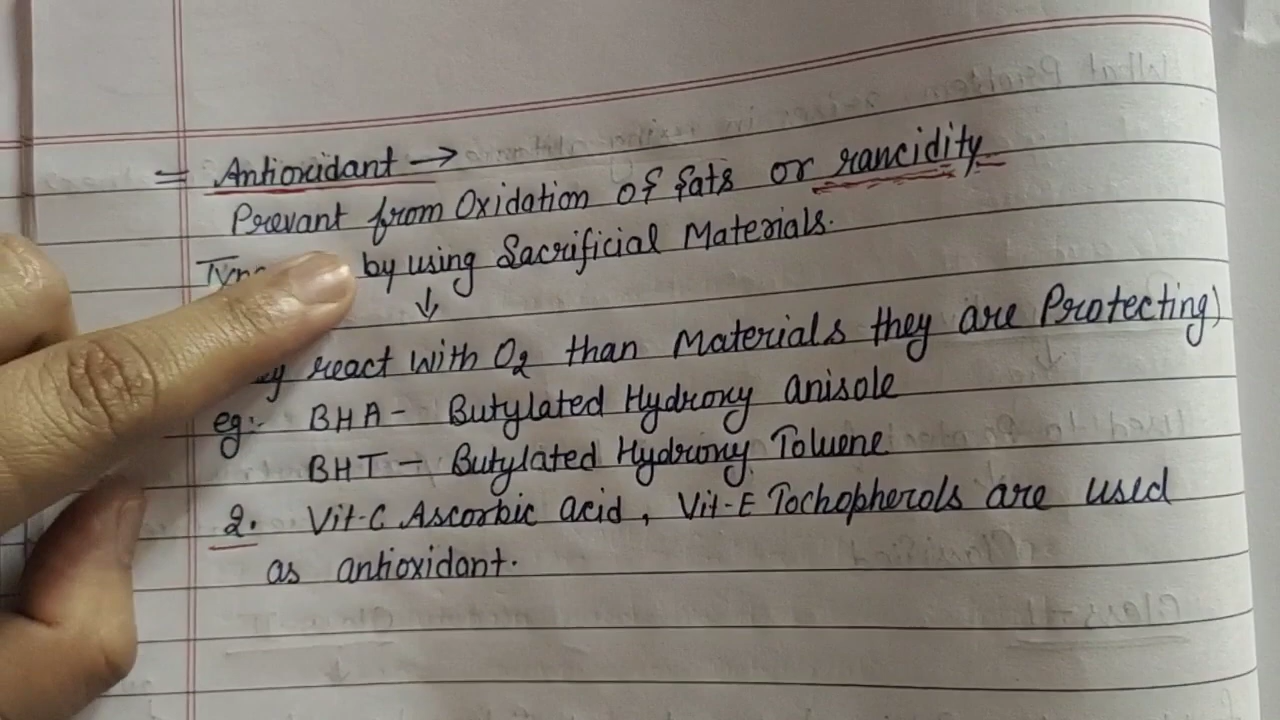 = Antioxidant →
Prevant from Oxidation of fats or rancidity
by using Sacrificial Materials.
↓
react with O2 than Materials they are Protecting)
eg:- BHA - Butylated Hydroxy anisole
BHT - Butylated Hydroxy Toluene
2. Vit-C Ascorbic acid, Vit-E Tochopherols are used
as antioxidant.